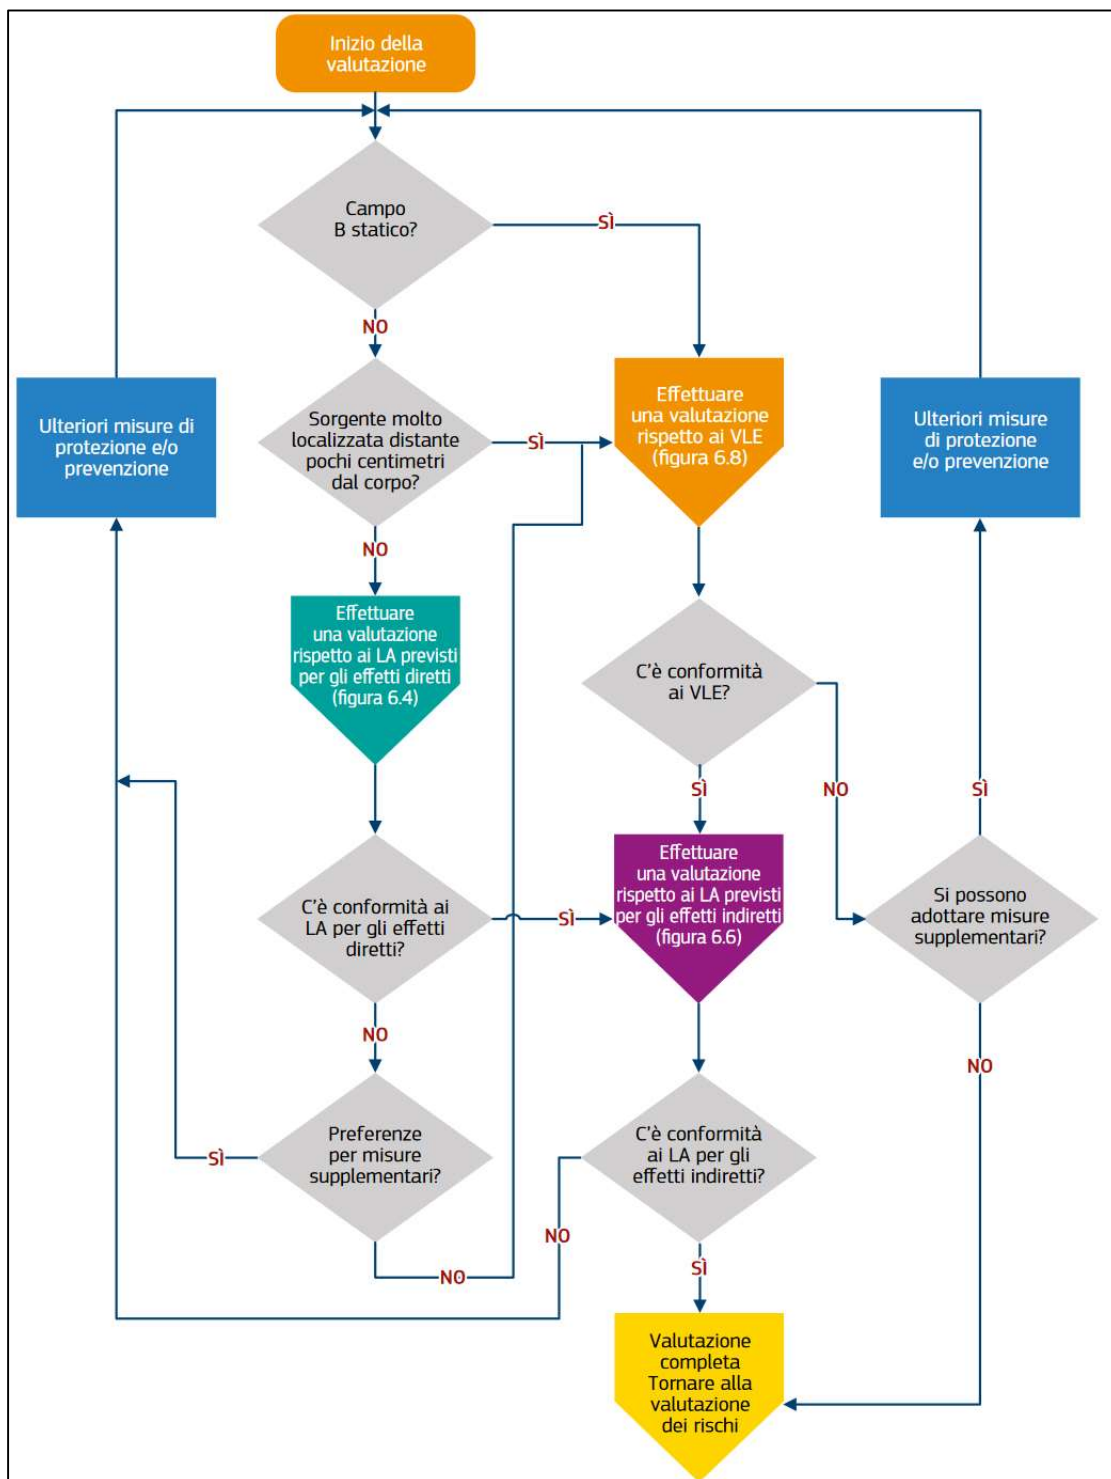 Inizio della
valutazione
Campo
B statico?
SÌ
NO
Ulteriori misure di
protezione e/o
prevenzione
Sorgente molto
localizzata distante
pochi centimetri
dal corpo?
SÌ
Effettuare
una valutazione
rispetto ai VLE
(figura 6.8)
Ulteriori misure
di protezione
e/o prevenzione
NO
Effettuare
una valutazione
rispetto ai LA previsti
per gli effetti diretti
(figura 6.4)
C'è conformità
ai VLE?
SÌ
NO
SÌ
C'è conformità ai
LA per gli effetti
diretti?
SÌ
Effettuare
una valutazione
rispetto ai LA previsti
per gli effetti indiretti
(figura 6.6)
Si possono
adottare misure
supplementari?
NO
NO
Preferenze
per misure
supplementari?
SÌ
C'è conformità
ai LA per gli
effetti indiretti?
NO
NO
SÌ
Valutazione
completa
Tornare alla
valutazione
dei rischi